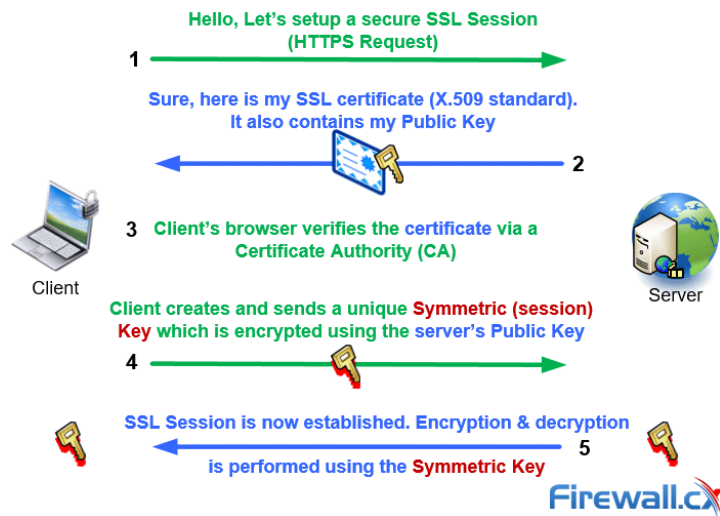 Hello, Let's setup a secure SSL Session
(HTTPS Request)
1
Sure, here is my SSL certificate (X.509 standard).
It also contains my Public Key
2
3 Client's browser verifies the certificate via a
Certificate Authority (CA)
Client
Server
Client creates and sends a unique Symmetric (session)
Key which is encrypted using the server's Public Key
4
SSL Session is now established. Encryption & decryption
5
is performed using the Symmetric Key
Firewall.cx